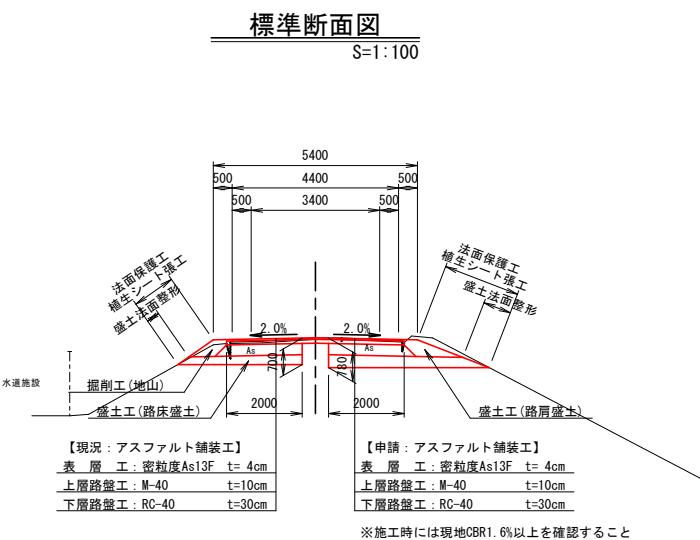 標準断面図
S=1:100
5400
500 4400 500
500 3400 500
法面保護工
植生シート張工
盛土法面整形
法面保護工
植生シート張工
盛土法面整形
2.0% 2.0%
As As
700 780
水道施設
掘削工(地山)
盛土工(路床盛土)
2000 2000
盛土工(路肩盛土)
【現況：アスファルト舗装工】
表 層 工：密粒度As13F t= 4cm
上層路盤工：M-40 t=10cm
下層路盤工：RC-40 t=30cm
【申請：アスファルト舗装工】
表 層 工：密粒度As13F t= 4cm
上層路盤工：M-40 t=10cm
下層路盤工：RC-40 t=30cm
※施工時には現地CBR1.6%以上を確認すること